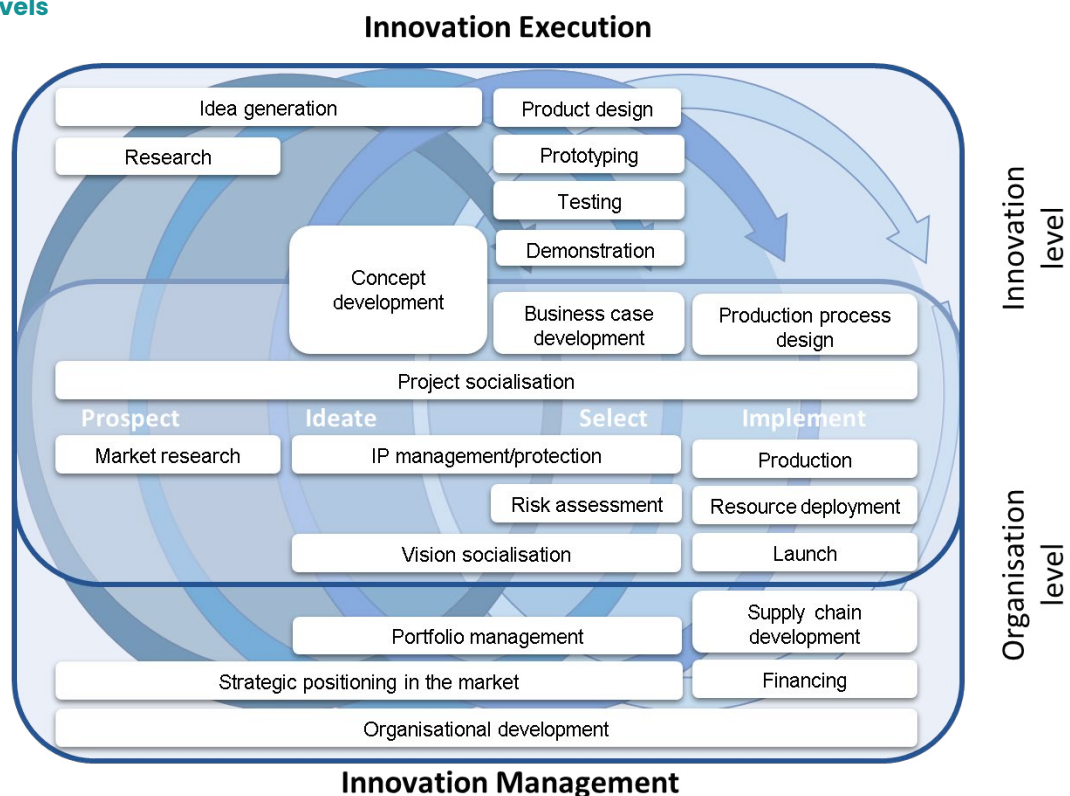 vels
Innovation Execution
Idea generation
Product design
Research
Prototyping
Testing
Demonstration
Concept
development
Business case
development
Production process
design
Project socialisation
Prospect
Ideate
Select
Implement
Market research
IP management/protection
Production
Risk assessment
Resource deployment
Vision socialisation
Launch
Supply chain
development
Portfolio management
Strategic positioning in the market
Financing
Organisational development
Innovation Management
Innovation
level
Organisation
level